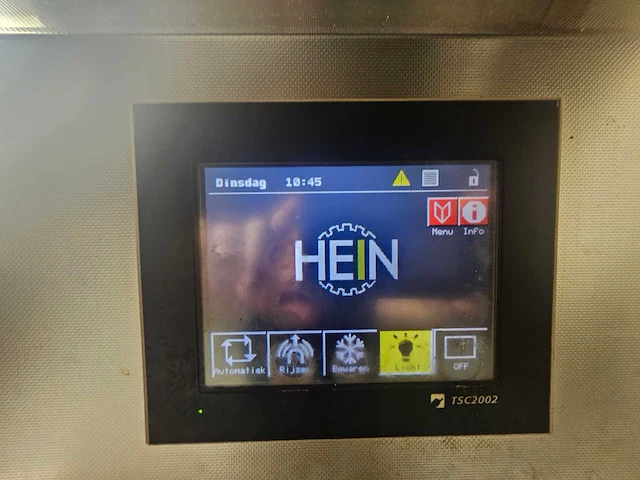 Dinsdag 10:45
Menu Info
HEIN
Automatiek Rijzen Bewaren Licht OFF
TSC2002